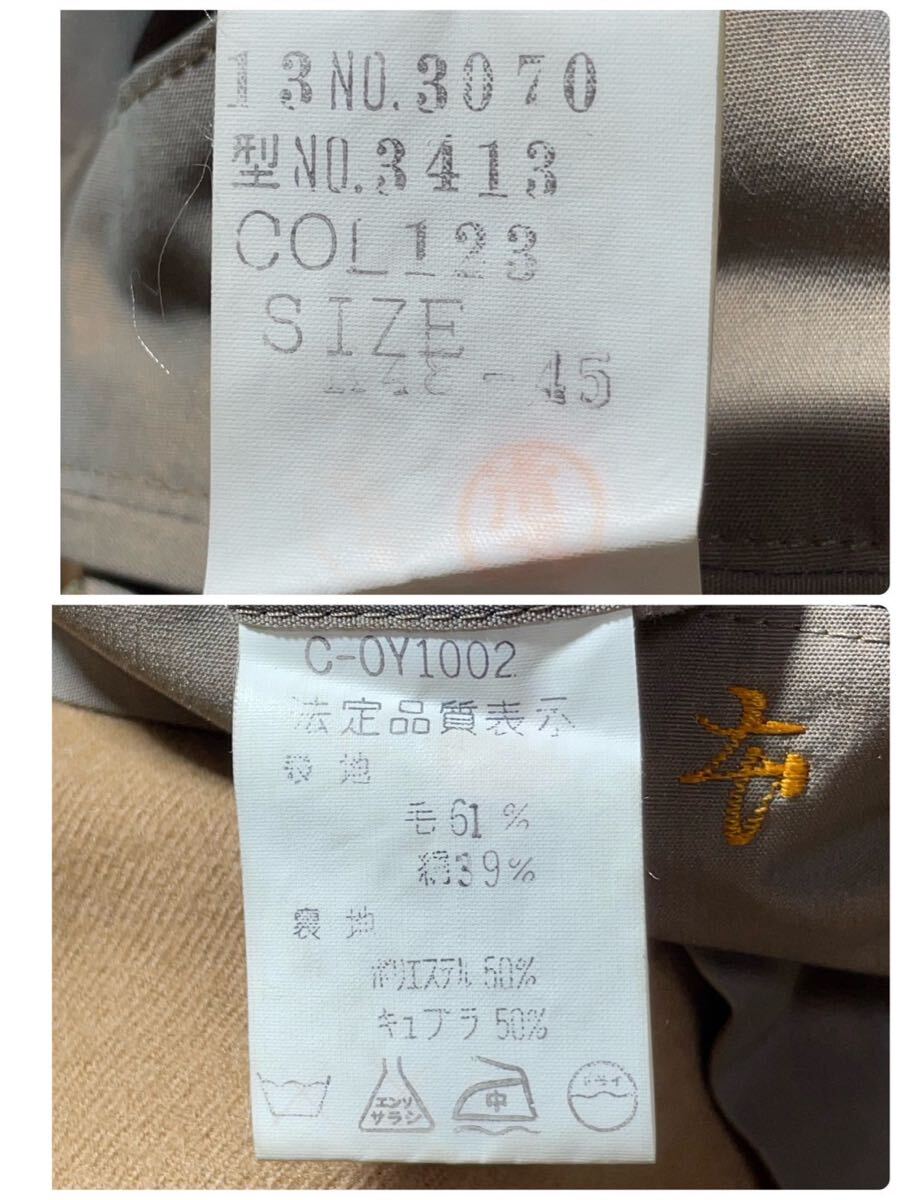 13NO.3070
型NO.3413
COL123
SIZE
-45
C-OY1002
法定品質表示
表地
毛61%
綿39%
裏地
ポリエステル50%
キュプラ50%
エンソ
サラシ
中
ドライ